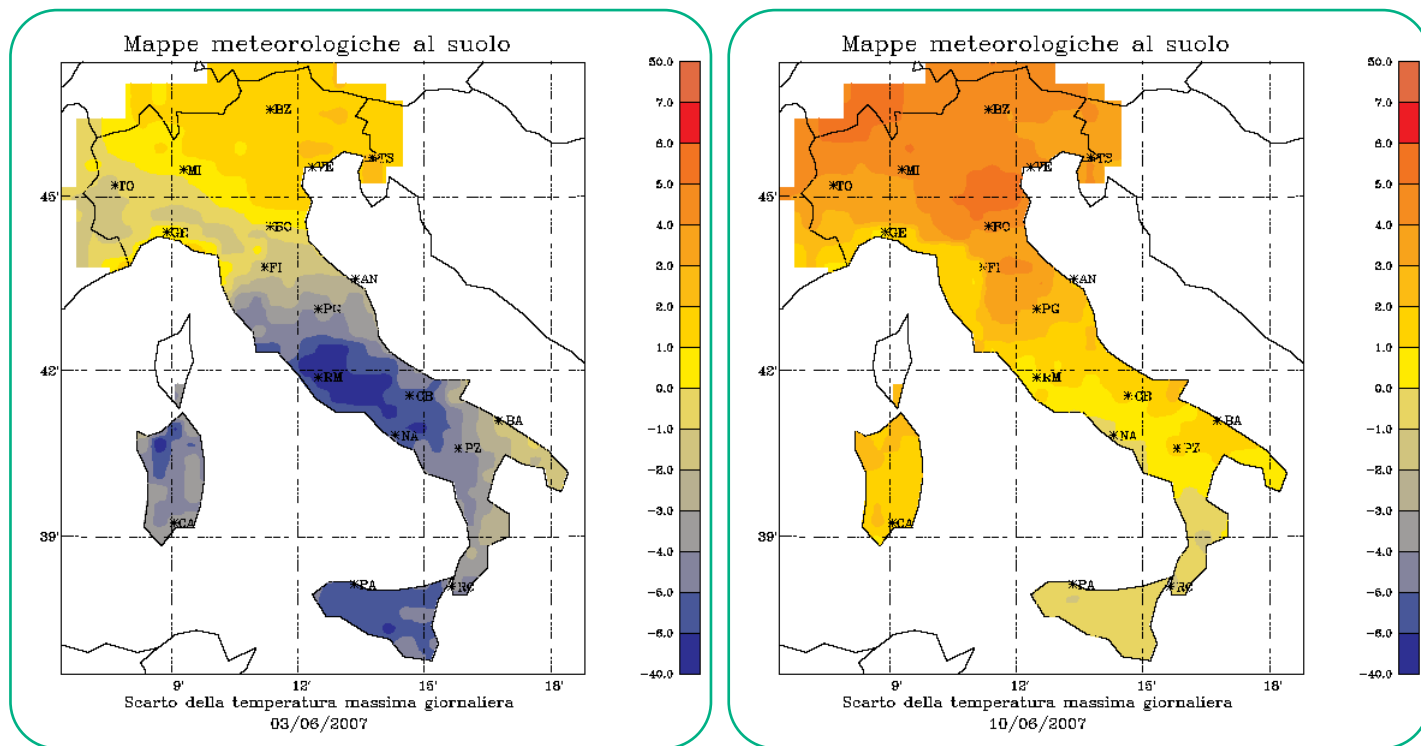 Mappe meteorologiche al suolo
50.0
7.0
6.0
5.0
4.0
3.0
2.0
1.0
0.0
-1.0
-2.0
-3.0
-4.0
-5.0
-6.0
-40.0
45'
42'
39'
9'
12'
15'
18'
BZ
TS
VE
MI
TO
BO
GE
FI
AN
PG
RM
CB
BA
NA
PZ
CA
PA
RC
Scarto della temperatura massima giornaliera
03/06/2007
Mappe meteorologiche al suolo
50.0
7.0
6.0
5.0
4.0
3.0
2.0
1.0
0.0
-1.0
-2.0
-3.0
-4.0
-5.0
-6.0
-40.0
45'
42'
39'
9'
12'
15'
18'
BZ
TS
VE
MI
TO
BO
GE
FI
AN
PG
RM
CB
BA
NA
PZ
CA
PA
RC
Scarto della temperatura massima giornaliera
10/06/2007